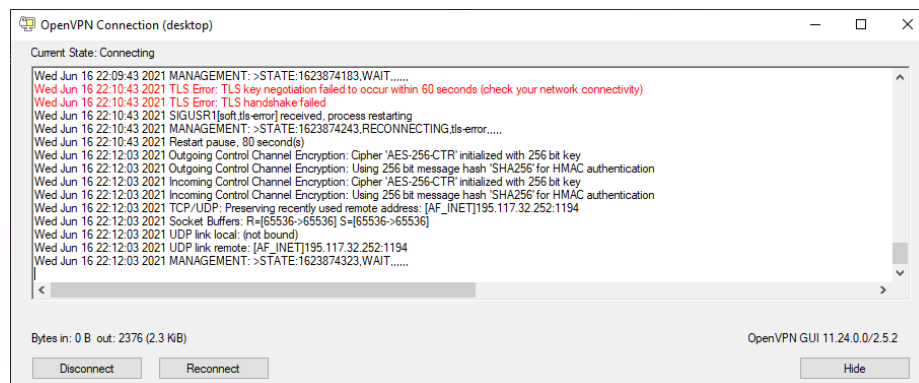 OpenVPN Connection (desktop)
Current State: Connecting
Wed Jun 16 22:09:43 2021 MANAGEMENT: >STATE:1623874183,WAIT,,,,,,
Wed Jun 16 22:10:43 2021 TLS Error: TLS key negotiation failed to occur within 60 seconds (check your network connectivity)
Wed Jun 16 22:10:43 2021 TLS Error: TLS handshake failed
Wed Jun 16 22:10:43 2021 SIGUSR1[soft,tls-error] received, process restarting
Wed Jun 16 22:10:43 2021 MANAGEMENT: >STATE:1623874243,RECONNECTING,tls-error,,,,,
Wed Jun 16 22:10:43 2021 Restart pause, 80 second(s)
Wed Jun 16 22:12:03 2021 Outgoing Control Channel Encryption: Cipher 'AES-256-CTR' initialized with 256 bit key
Wed Jun 16 22:12:03 2021 Outgoing Control Channel Encryption: Using 256 bit message hash 'SHA256' for HMAC authentication
Wed Jun 16 22:12:03 2021 Incoming Control Channel Encryption: Cipher 'AES-256-CTR' initialized with 256 bit key
Wed Jun 16 22:12:03 2021 Incoming Control Channel Encryption: Using 256 bit message hash 'SHA256' for HMAC authentication
Wed Jun 16 22:12:03 2021 TCP/UDP: Preserving recently used remote address: [AF_INET]195.117.32.252:1194
Wed Jun 16 22:12:03 2021 Socket Buffers: R=[65536->65536] S=[65536->65536]
Wed Jun 16 22:12:03 2021 UDP link local: (not bound)
Wed Jun 16 22:12:03 2021 UDP link remote: [AF_INET]195.117.32.252:1194
Wed Jun 16 22:12:03 2021 MANAGEMENT: >STATE:1623874323,WAIT,,,,,,
Bytes in: 0 B out: 2376 (2.3 KiB)
OpenVPN GUI 11.24.0.0/2.5.2
Disconnect
Reconnect
Hide